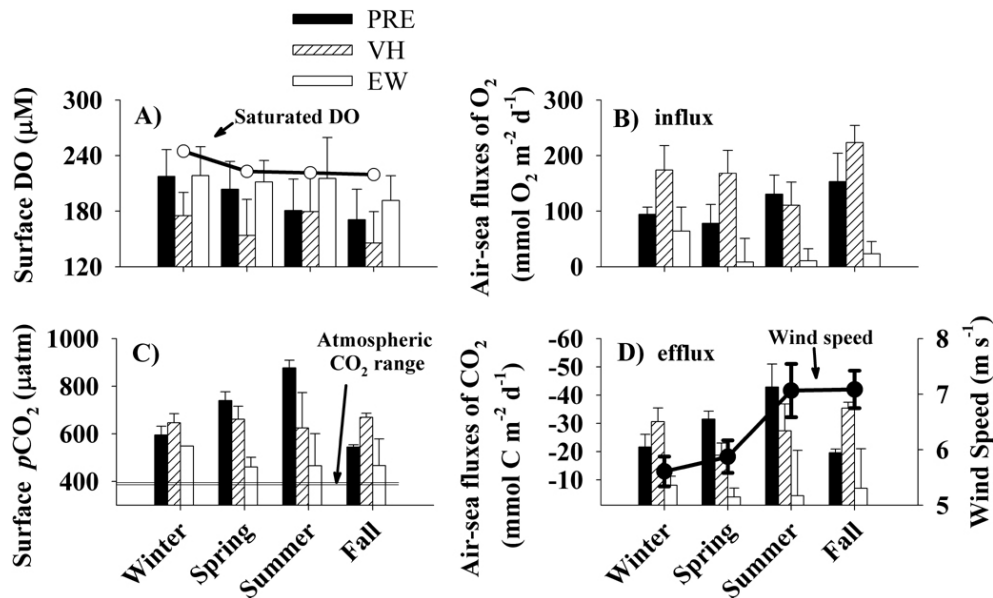 PRE
VH
EW
Surface DO (µM)
300
240
180
120
A)
Saturated DO
Air-sea fluxes of O2
(mmol O2 m-2 d-1)
300
200
100
0
B) influx
Surface pCO2 (µatm)
1000
800
600
400
C)
Atmospheric
CO2 range
Winter
Spring
Summer
Fall
Air-sea fluxes of CO2
(mmol C m-2 d-1)
-60
-50
-40
-30
-20
-10
D) efflux
Wind speed
8
7
6
5
Wind Speed (m s-1)
Winter
Spring
Summer
Fall